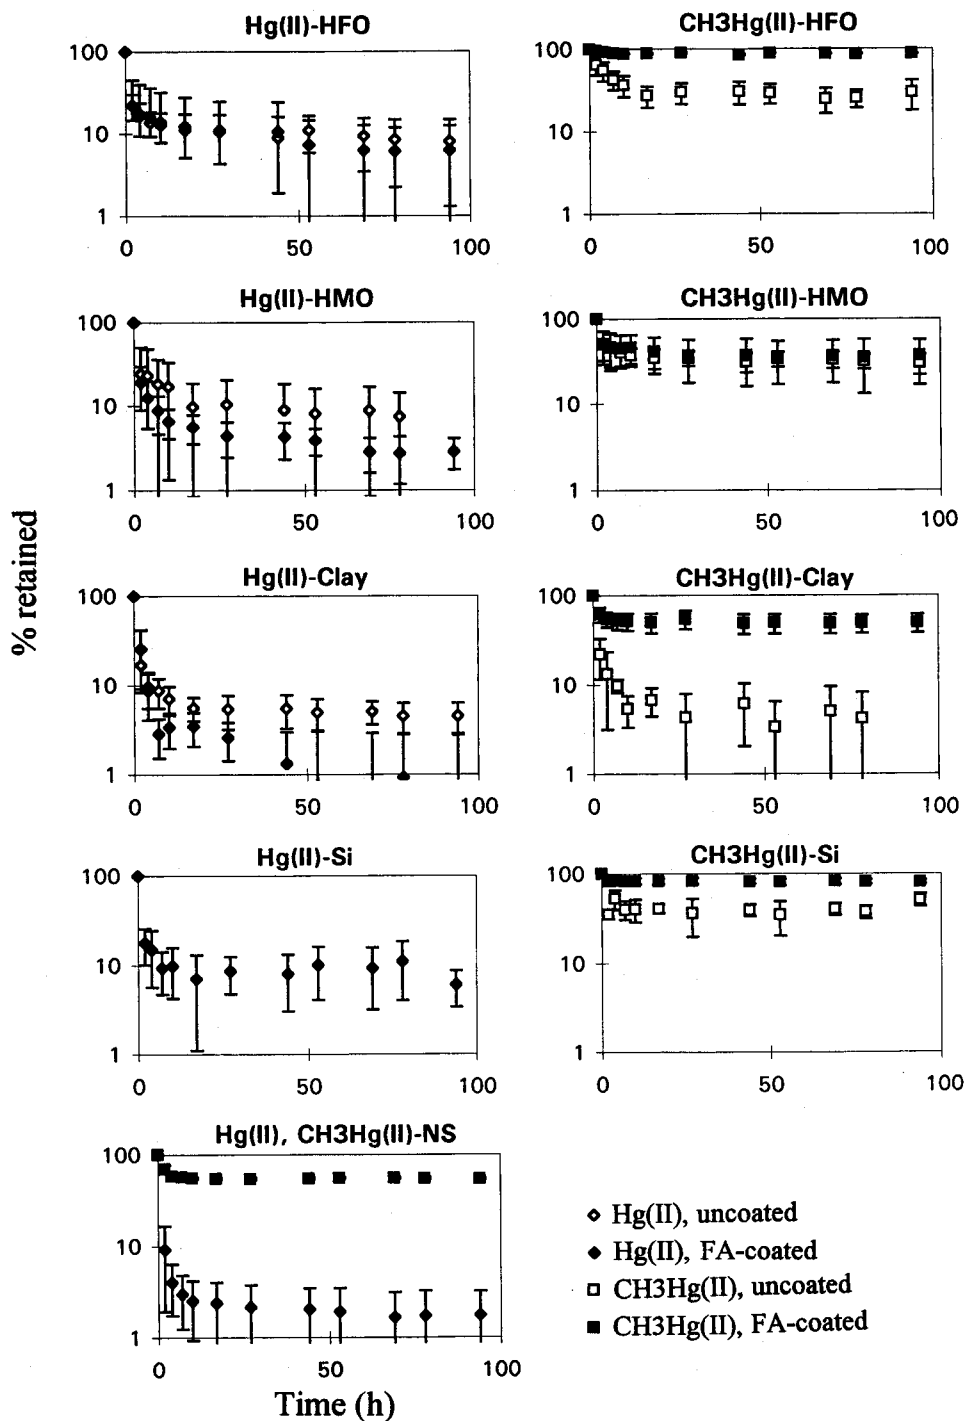 Hg(II)-HFO
100
10
1
0 50 100
CH3Hg(II)-HFO
100
10
1
0 50 100
Hg(II)-HMO
100
10
1
0 50 100
CH3Hg(II)-HMO
100
10
1
0 50 100
% retained
Hg(II)-Clay
100
10
1
0 50 100
CH3Hg(II)-Clay
100
10
1
0 50 100
Hg(II)-Si
100
10
1
0 50 100
CH3Hg(II)-Si
100
10
1
0 50 100
Hg(II), CH3Hg(II)-NS
100
10
1
0 50 100
Time (h)
Hg(II), uncoated
Hg(II), FA-coated
CH3Hg(II), uncoated
CH3Hg(II), FA-coated